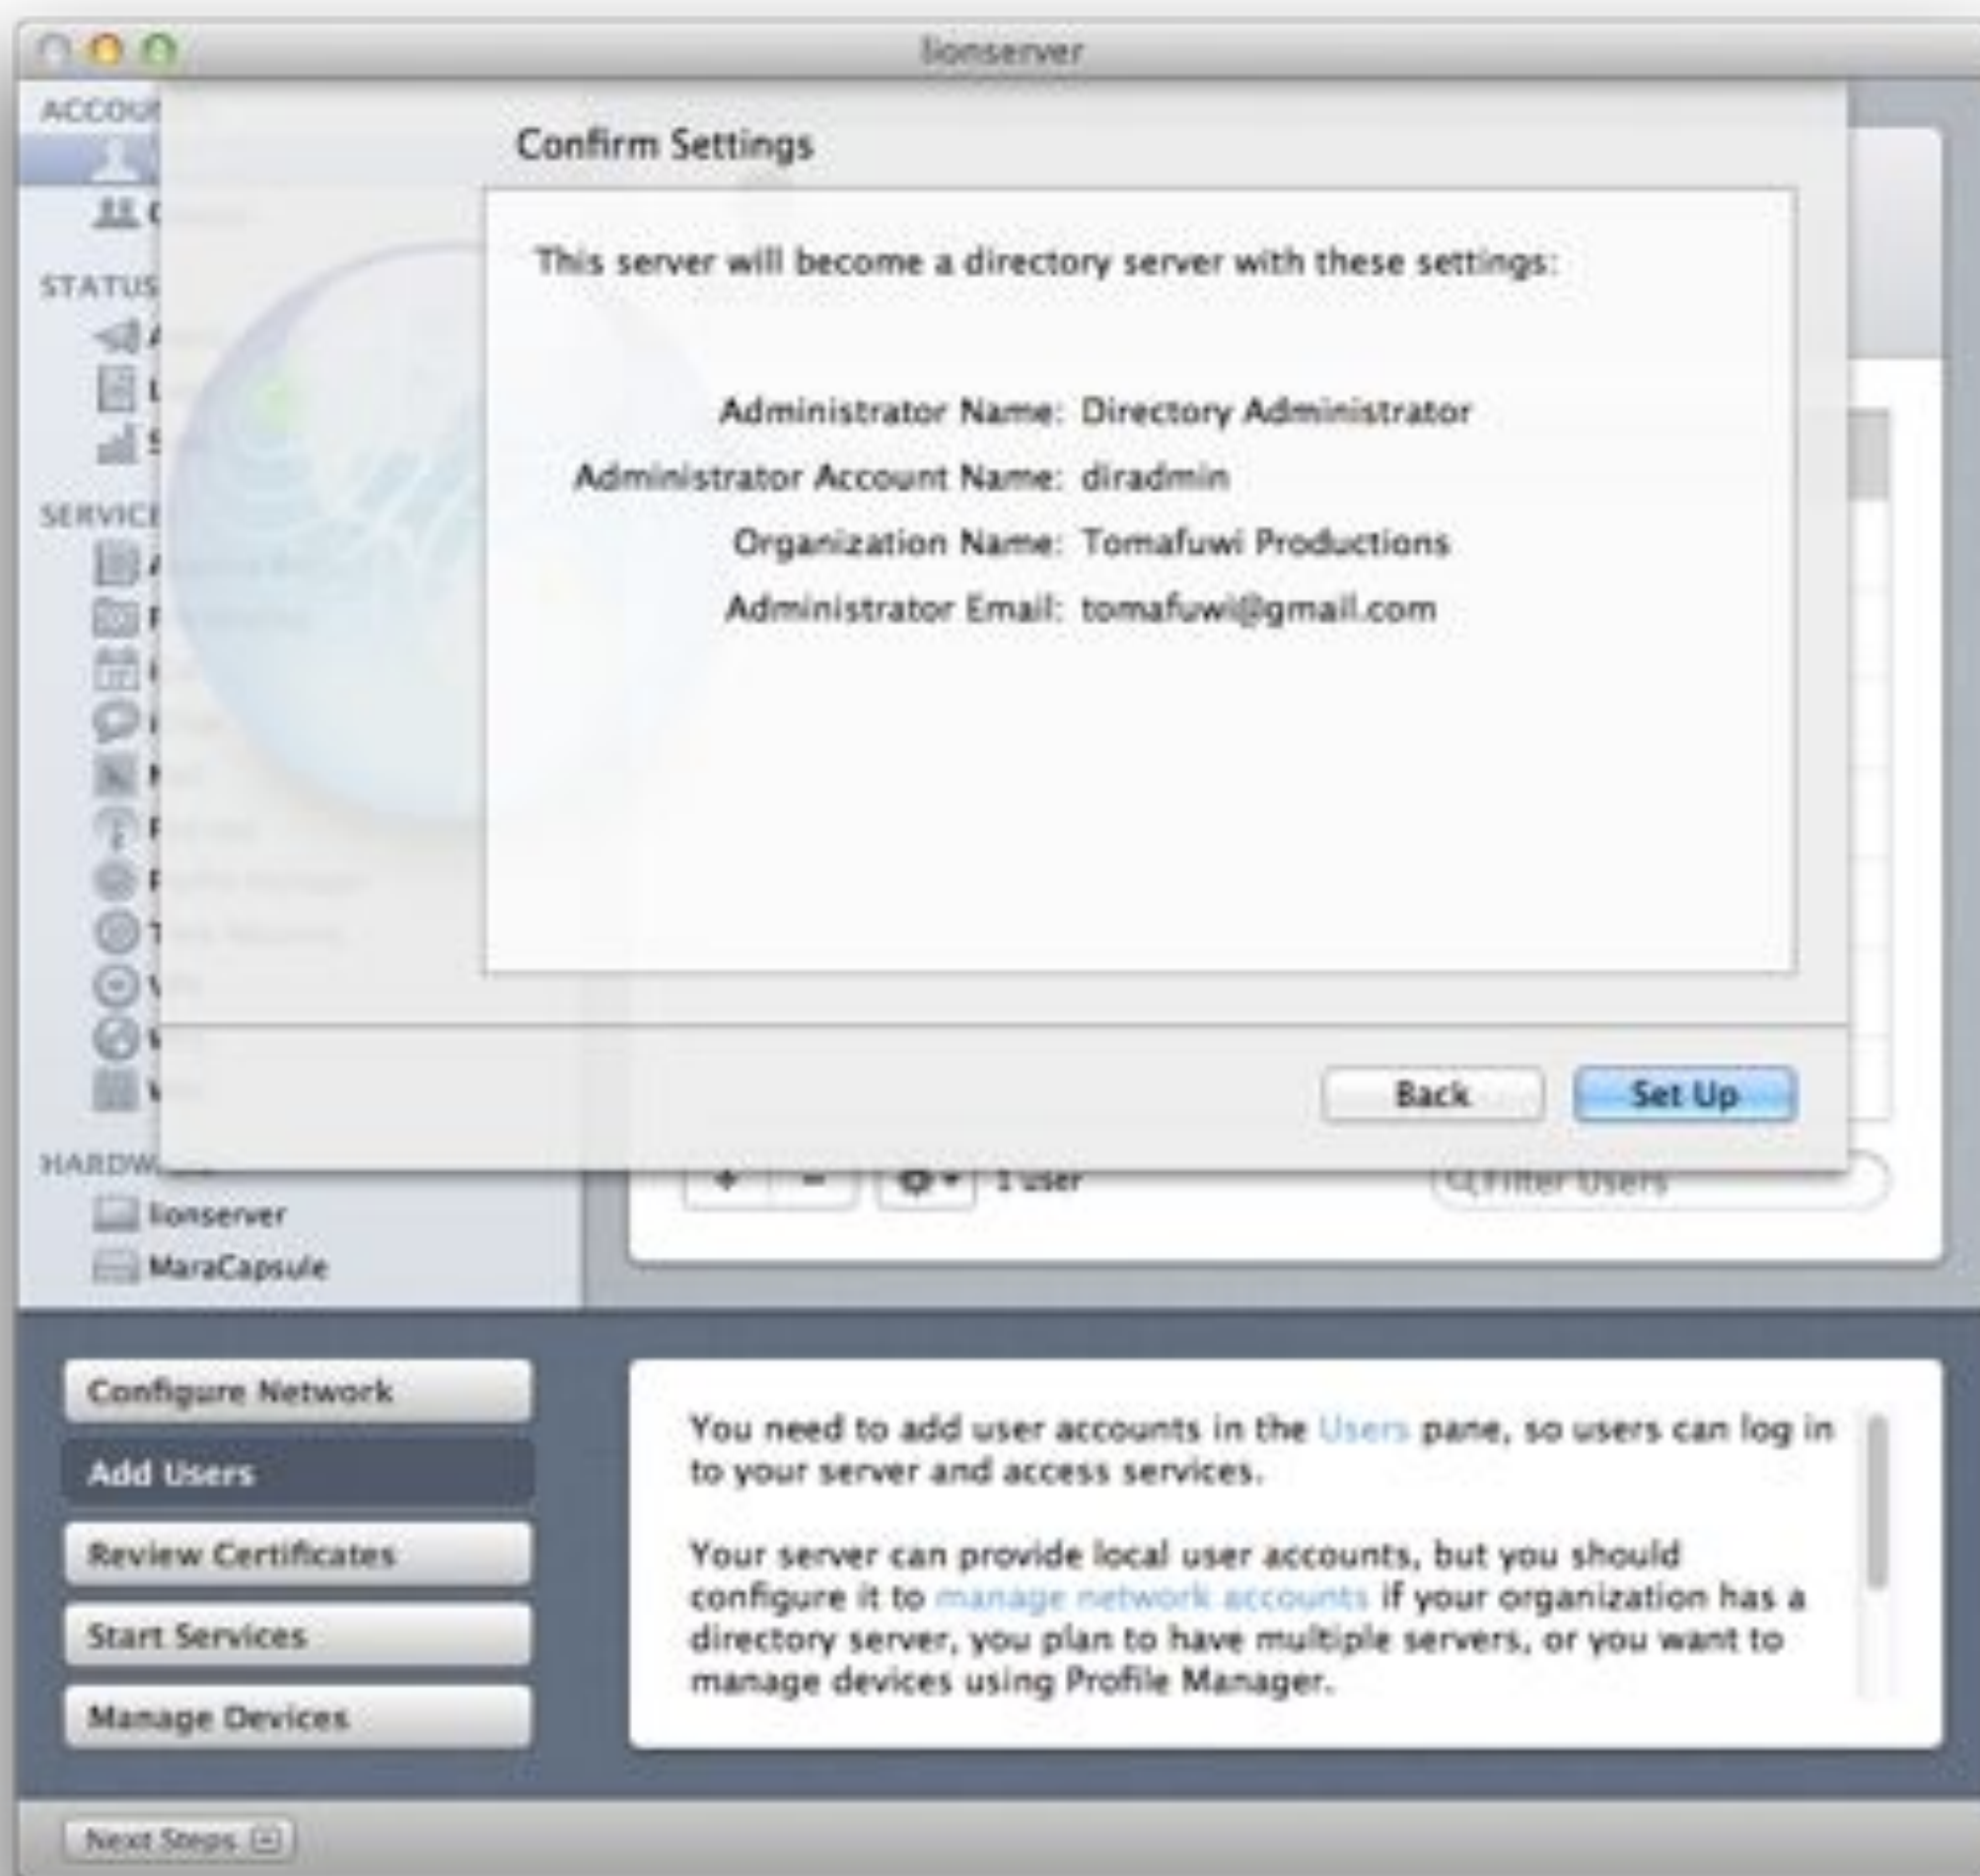 lionserver
ACCOU
STATUS
SERVICE
HARDW
lionserver
MaraCapsule
Confirm Settings
This server will become a directory server with these settings:
Administrator Name: Directory Administrator
Administrator Account Name: diradmin
Organization Name: Tomafuwi Productions
Administrator Email: tomafuwi@gmail.com
Back Set Up
1 user Filter Users
Configure Network
Add Users
Review Certificates
Start Services
Manage Devices
You need to add user accounts in the Users pane, so users can log in
to your server and access services.
Your server can provide local user accounts, but you should
configure it to manage network accounts if your organization has a
directory server, you plan to have multiple servers, or you want to
manage devices using Profile Manager.
Next Steps